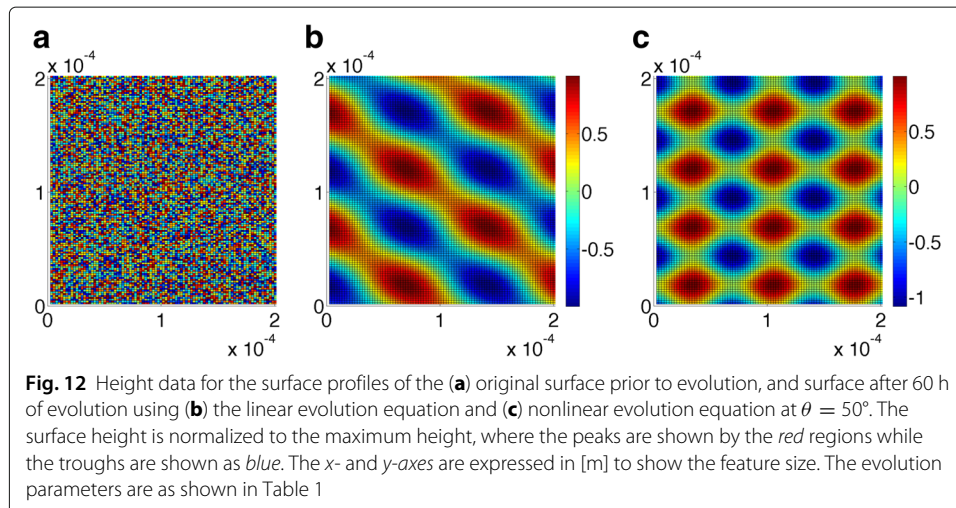 a
b
c
x 10⁻⁴
x 10⁻⁴
x 10⁻⁴
2
1
0
0
1
2
x 10⁻⁴
2
1
0
0
1
2
x 10⁻⁴
0.5
0
-0.5
2
1
0
0
1
2
x 10⁻⁴
0.5
0
-0.5
-1
Fig. 12 Height data for the surface profiles of the (a) original surface prior to evolution, and surface after 60 h
of evolution using (b) the linear evolution equation and (c) nonlinear evolution equation at θ = 50°. The
surface height is normalized to the maximum height, where the peaks are shown by the red regions while
the troughs are shown as blue. The x- and y-axes are expressed in [m] to show the feature size. The evolution
parameters are as shown in Table 1